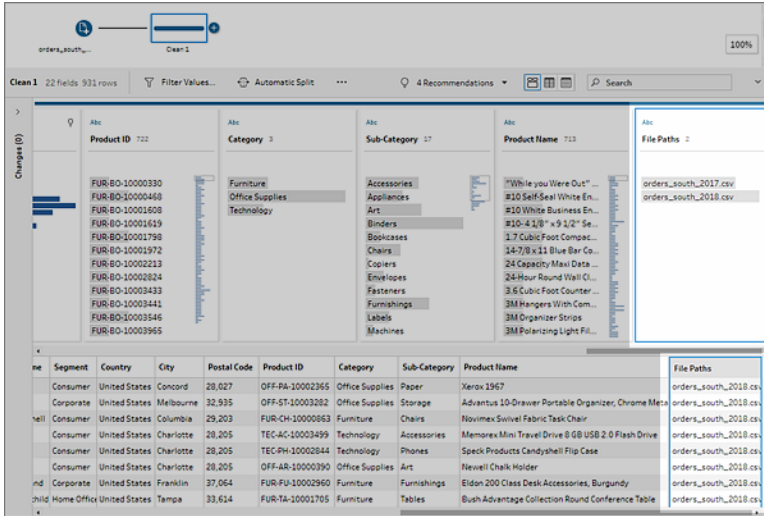 orders_south_...
Clean 1
100%
Clean 1 22 fields 931 rows Filter Values... Automatic Split ... 4 Recommendations Search
Changes (0)
Abc
Product ID 722
FUR-BO-10000330
FUR-BO-10000468
FUR-BO-10001608
FUR-BO-10001619
FUR-BO-10001798
FUR-BO-10001972
FUR-BO-10002213
FUR-BO-10002824
FUR-BO-10003433
FUR-BO-10003441
FUR-BO-10003546
FUR-BO-10003965
Abc
Category 3
Furniture
Office Supplies
Technology
Abc
Sub-Category 17
Accessories
Appliances
Art
Binders
Bookcases
Chairs
Copiers
Envelopes
Fasteners
Furnishings
Labels
Machines
Abc
Product Name 713
"While you Were Out" ...
#10 Self-Seal White En...
#10 White Business En...
#10- 4 1/8" x 9 1/2" Se...
1.7 Cubic Foot Compac...
14-7/8 x 11 Blue Bar Co...
24 Capacity Maxi Data ...
24-Hour Round Wall Cl...
3.6 Cubic Foot Counter ...
3M Hangers With Com...
3M Organizer Strips
3M Polarizing Light Fil...
Abc
File Paths 2
orders_south_2017.csv
orders_south_2018.csv
me Segment Country City Postal Code Product ID Category Sub-Category Product Name File Paths
Consumer United States Concord 28,027 OFF-PA-10002365 Office Supplies Paper Xerox 1967 orders_south_2018.csv
Corporate United States Melbourne 32,935 OFF-ST-10003282 Office Supplies Storage Advantus 10-Drawer Portable Organizer, Chrome Meta orders_south_2018.csv
nell Consumer United States Columbia 29,203 FUR-CH-10000863 Furniture Chairs Novimex Swivel Fabric Task Chair orders_south_2018.csv
Consumer United States Charlotte 28,205 TEC-AC-10003499 Technology Accessories Memorex Mini Travel Drive 8 GB USB 2.0 Flash Drive orders_south_2018.csv
Consumer United States Charlotte 28,205 TEC-PH-10002844 Technology Phones Speck Products Candyshell Flip Case orders_south_2018.csv
Consumer United States Charlotte 28,205 OFF-AR-10000390 Office Supplies Art Newell Chalk Holder orders_south_2018.csv
nd Corporate United States Franklin 37,064 FUR-FU-10002960 Furniture Furnishings Eldon 200 Class Desk Accessories, Burgundy orders_south_2018.csv
child Home Office United States Tampa 33,614 FUR-TA-10001705 Furniture Tables Bush Advantage Collection Round Conference Table orders_south_2018.csv